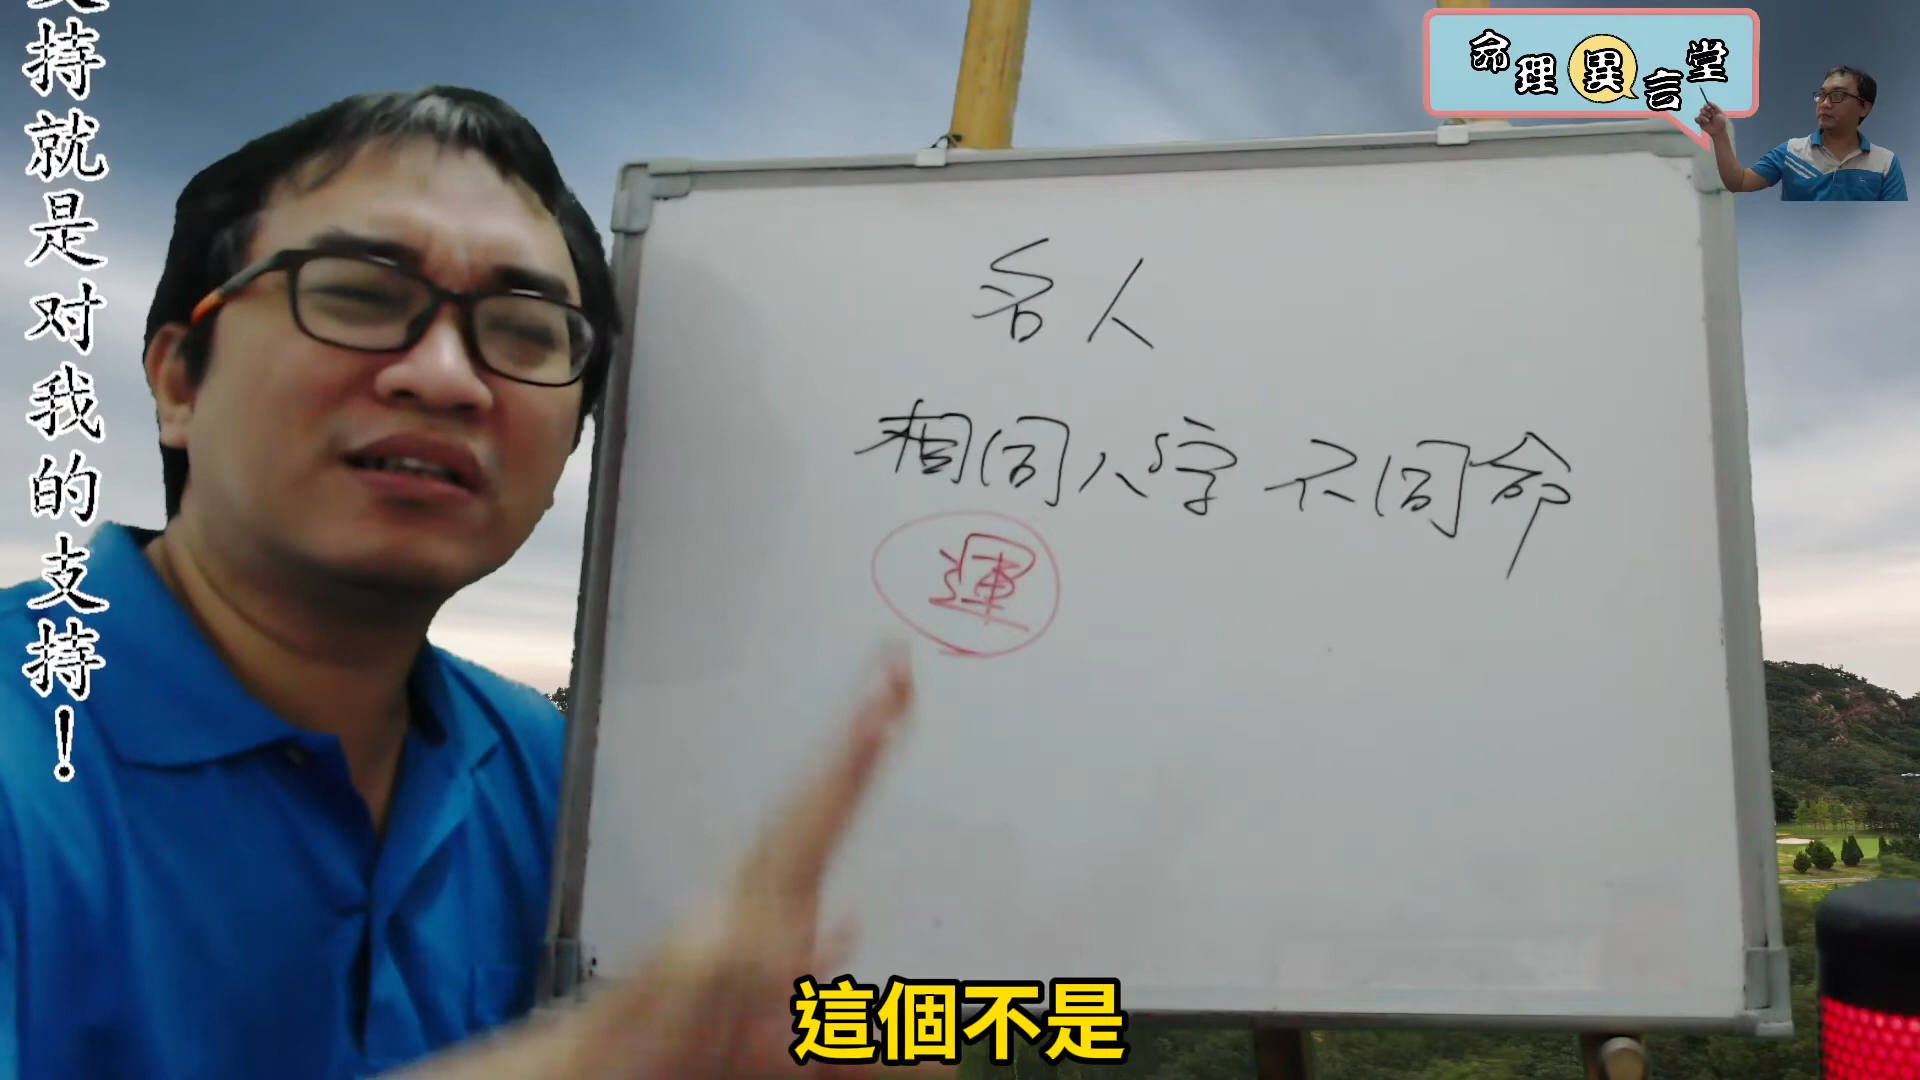 支持就是对我的支持！
命理異言堂
名人
相同八字不同命
運
這個不是